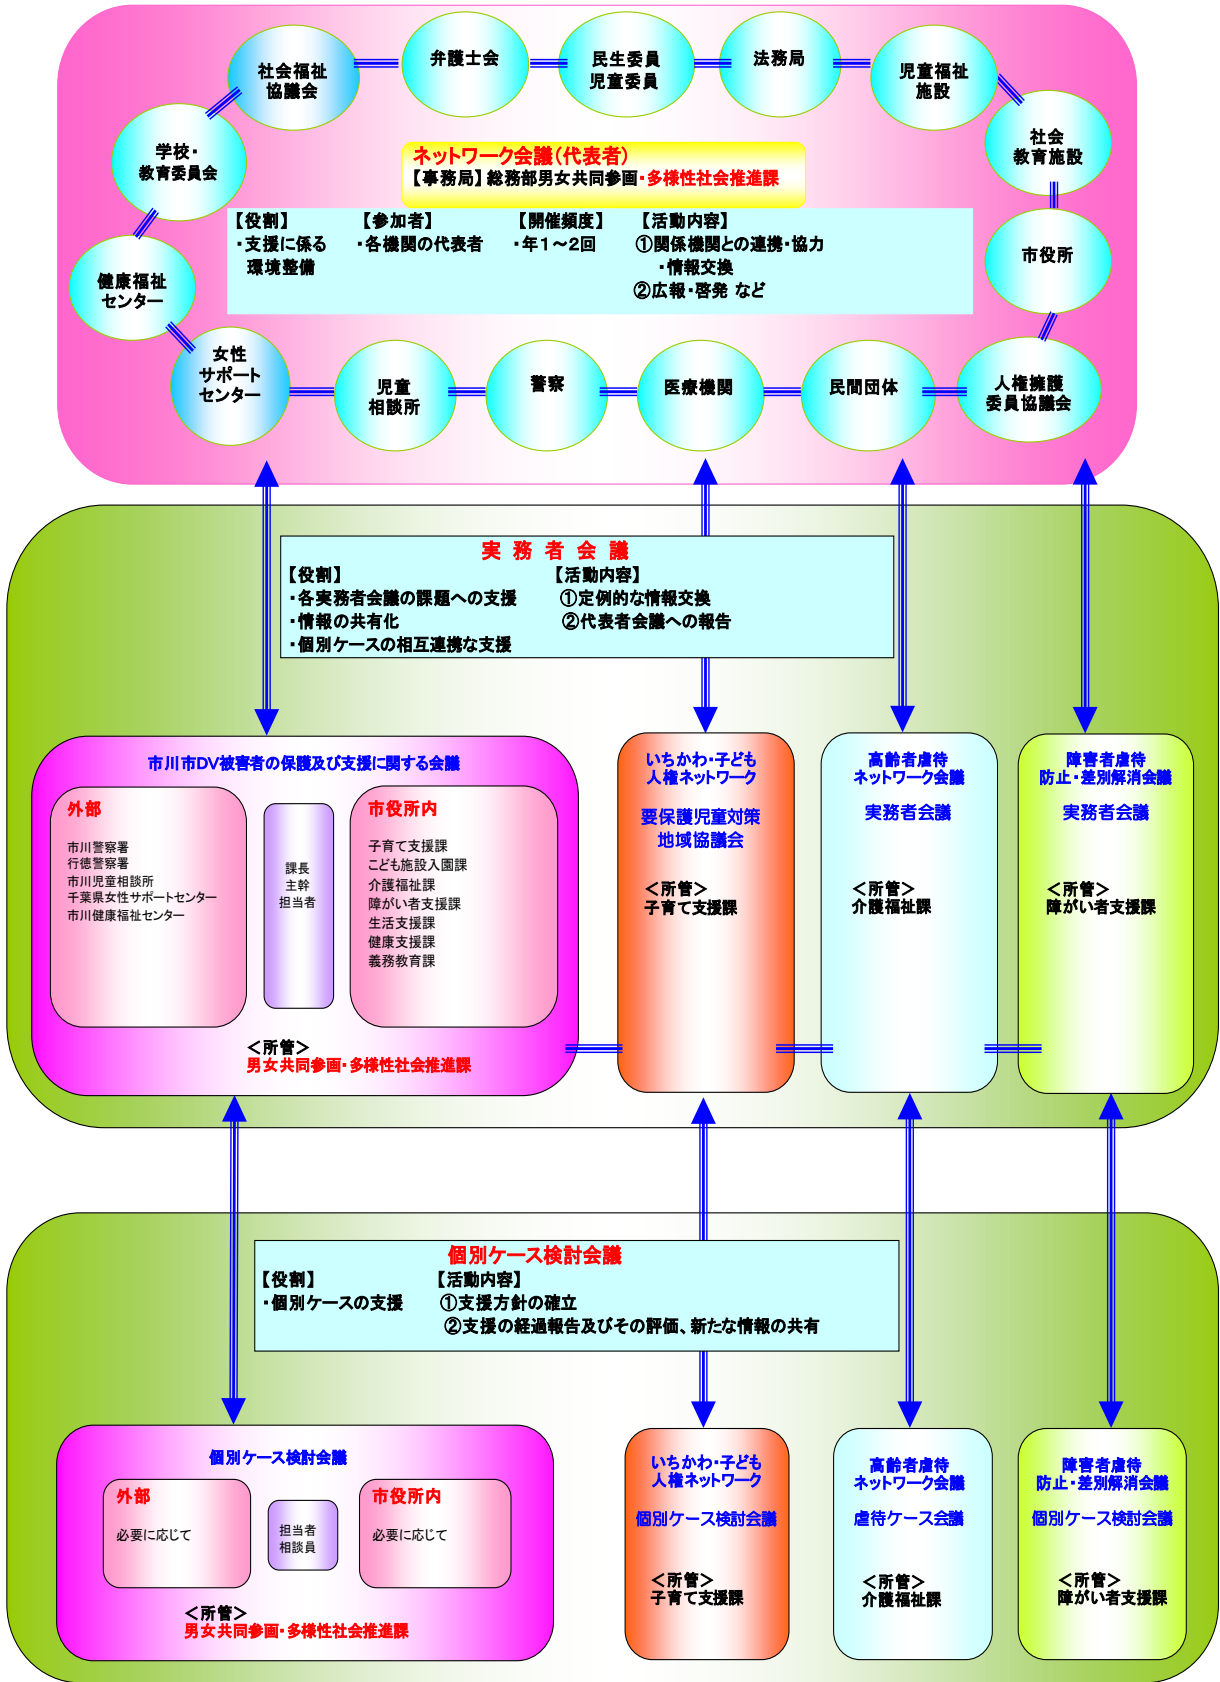 社会福祉
協議会
弁護士会
民生委員
児童委員
法務局
児童福祉
施設
社会
教育施設
学校・
教育委員会
市役所
健康福祉
センター
ネットワーク会議(代表者)
【事務局】総務部男女共同参画・多様性社会推進課
【役割】
・支援に係る
環境整備
【参加者】
・各機関の代表者
【開催頻度】
・年1～2回
【活動内容】
①関係機関との連携・協力
・情報交換
②広報・啓発 など
女性
サポート
センター
児童
相談所
警察
医療機関
民間団体
人権擁護
委員協議会
実務者会議
【役割】
・各実務者会議の課題への支援
・情報の共有化
・個別ケースの相互連携な支援
【活動内容】
①定例的な情報交換
②代表者会議への報告
市川市DV被害者の保護及び支援に関する会議
外部
市川警察署
行徳警察署
市川児童相談所
千葉県女性サポートセンター
市川健康福祉センター
課長
主幹
担当者
市役所内
子育て支援課
こども施設入園課
介護福祉課
障がい者支援課
生活支援課
健康支援課
義務教育課
<所管>
男女共同参画・多様性社会推進課
いちかわ・子ども
人権ネットワーク
要保護児童対策
地域協議会
<所管>
子育て支援課
高齢者虐待
ネットワーク会議
実務者会議
<所管>
介護福祉課
障害者虐待
防止・差別解消会議
実務者会議
<所管>
障がい者支援課
個別ケース検討会議
【役割】
・個別ケースの支援
【活動内容】
①支援方針の確立
②支援の経過報告及びその評価、新たな情報の共有
個別ケース検討会議
外部
必要に応じて
担当者
相談員
市役所内
必要に応じて
<所管>
男女共同参画・多様性社会推進課
いちかわ・子ども
人権ネットワーク
個別ケース検討会議
<所管>
子育て支援課
高齢者虐待
ネットワーク会議
虐待ケース会議
<所管>
介護福祉課
障害者虐待
防止・差別解消会議
個別ケース検討会議
<所管>
障がい者支援課